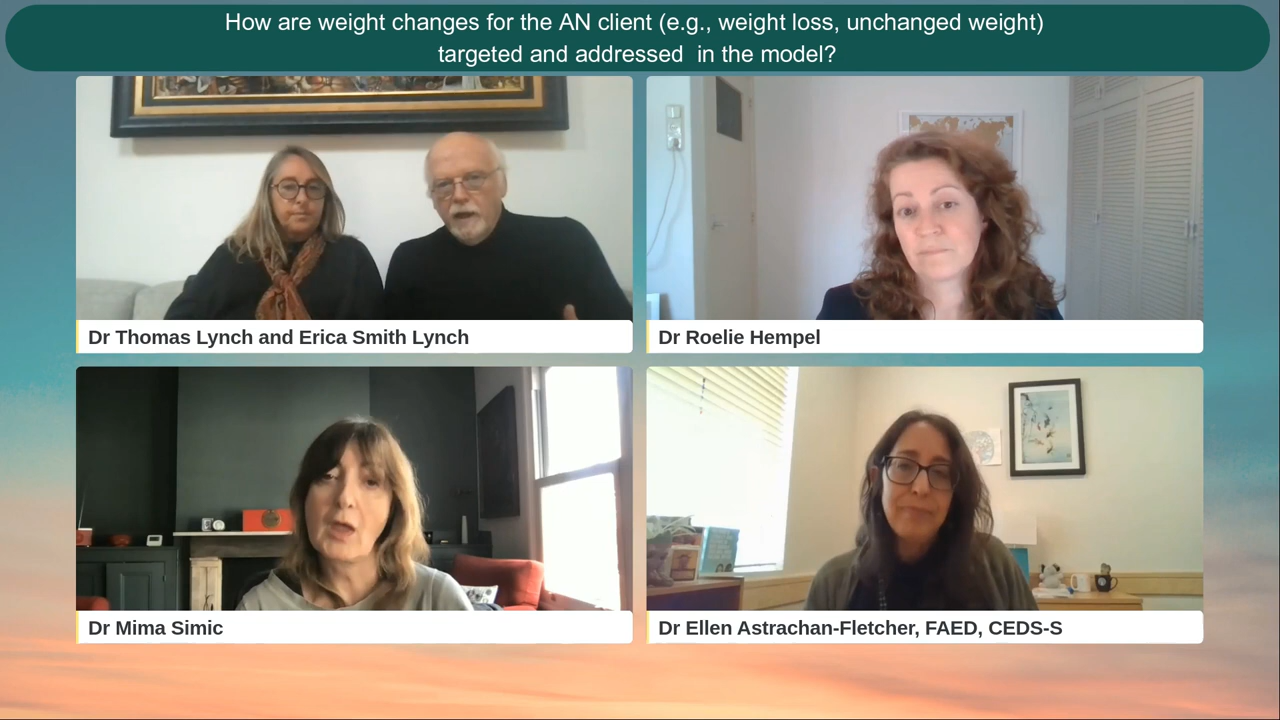 How are weight changes for the AN client (e.g., weight loss, unchanged weight)
targeted and addressed  in the model?
Dr Thomas Lynch and Erica Smith Lynch
Dr Roelie Hempel
Dr Mima Simic
Dr Ellen Astrachan-Fletcher, FAED, CEDS-S